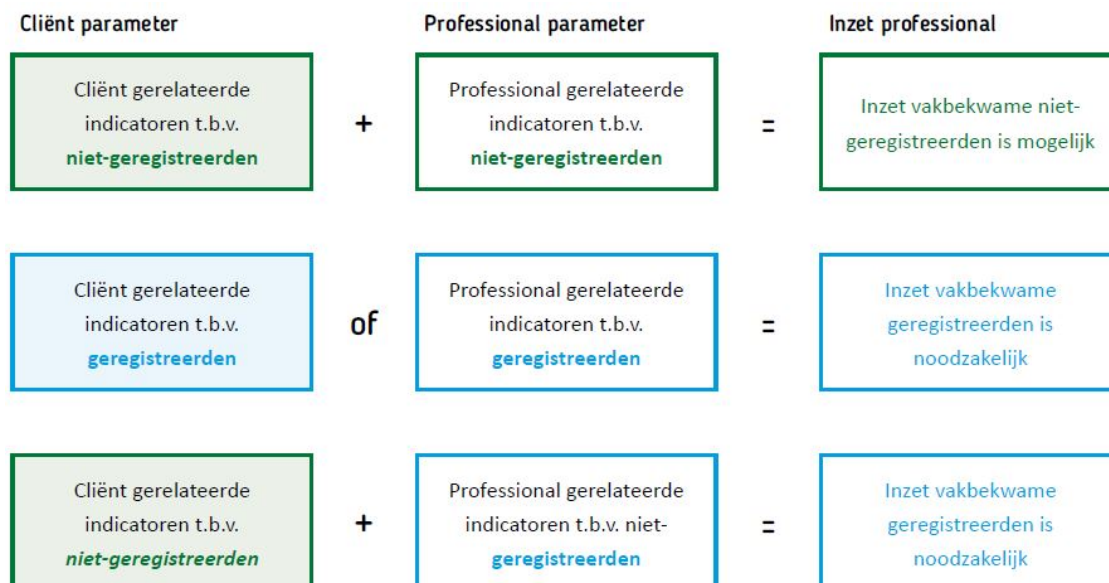 Cliënt parameter
Professional parameter
Inzet professional
Cliënt gerelateerde
indicatoren t.b.v.
niet-geregistreerden
+
Professional gerelateerde
indicatoren t.b.v.
niet-geregistreerden
=
Inzet vakbekwame niet-
geregistreerden is mogelijk
Cliënt gerelateerde
indicatoren t.b.v.
geregistreerden
of
Professional gerelateerde
indicatoren t.b.v.
geregistreerden
=
Inzet vakbekwame
geregistreerden is
noodzakelijk
Cliënt gerelateerde
indicatoren t.b.v.
niet-geregistreerden
+
Professional gerelateerde
indicatoren t.b.v. niet-
geregistreerden
=
Inzet vakbekwame
geregistreerden is
noodzakelijk